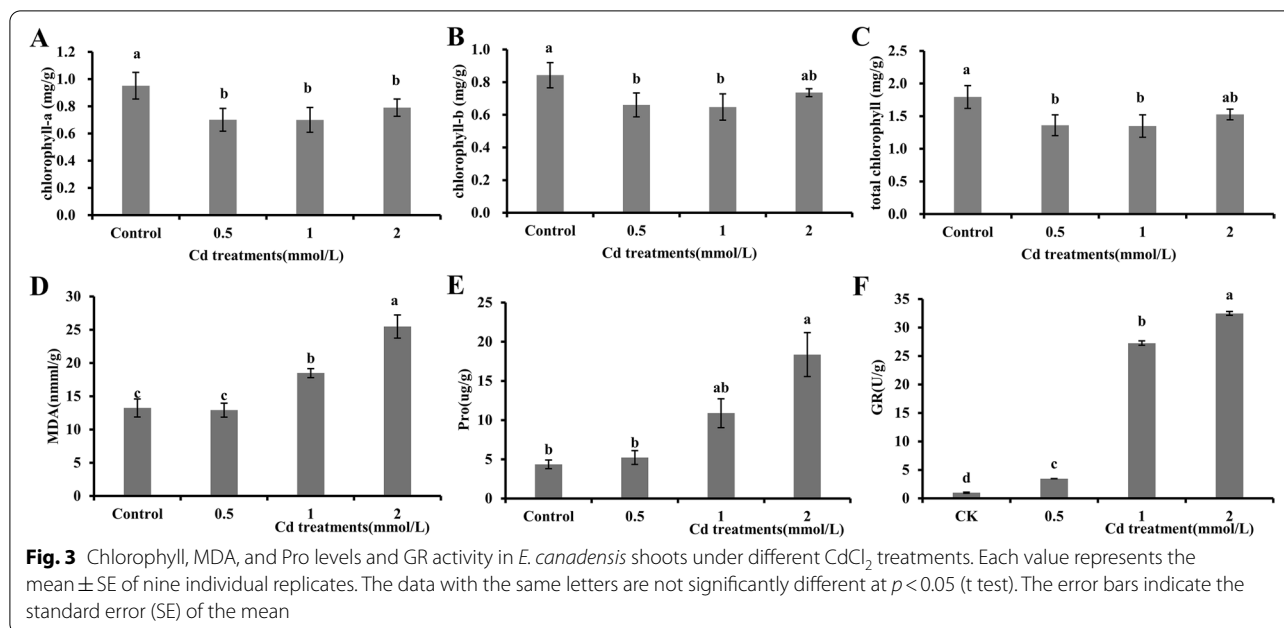 A
1.2
1.0
0.8
0.6
0.4
0.2
0.0
chlorophyll-a (mg/g)
a
b
b
b
Control
0.5
1
2
Cd treatments(mmol/L)
B
1.0
0.8
0.6
0.4
0.2
0.0
chlorophyll-b (mg/g)
a
b
b
ab
Control
0.5
1
2
Cd treatments(mmol/L)
C
2.5
2.0
1.5
1.0
0.5
0.0
total chlorophyll (mg/g)
a
b
b
ab
Control
0.5
1
2
Cd treatments(mmol/L)
D
30
25
20
15
10
5
0
MDA(nmml/g)
c
c
b
a
Control
0.5
1
2
Cd treatments(mmol/L)
E
25
20
15
10
5
0
Pro(ug/g)
b
b
ab
a
Control
0.5
1
2
Cd treatments(mmol/L)
F
35
30
25
20
15
10
5
0
GR(U/g)
d
c
b
a
CK
0.5
1
2
Cd treatment(mmol/L)
Fig. 3 Chlorophyll, MDA, and Pro levels and GR activity in E. canadensis shoots under different CdCl₂ treatments. Each value represents the
mean ± SE of nine individual replicates. The data with the same letters are not significantly different at p < 0.05 (t test). The error bars indicate the
standard error (SE) of the mean